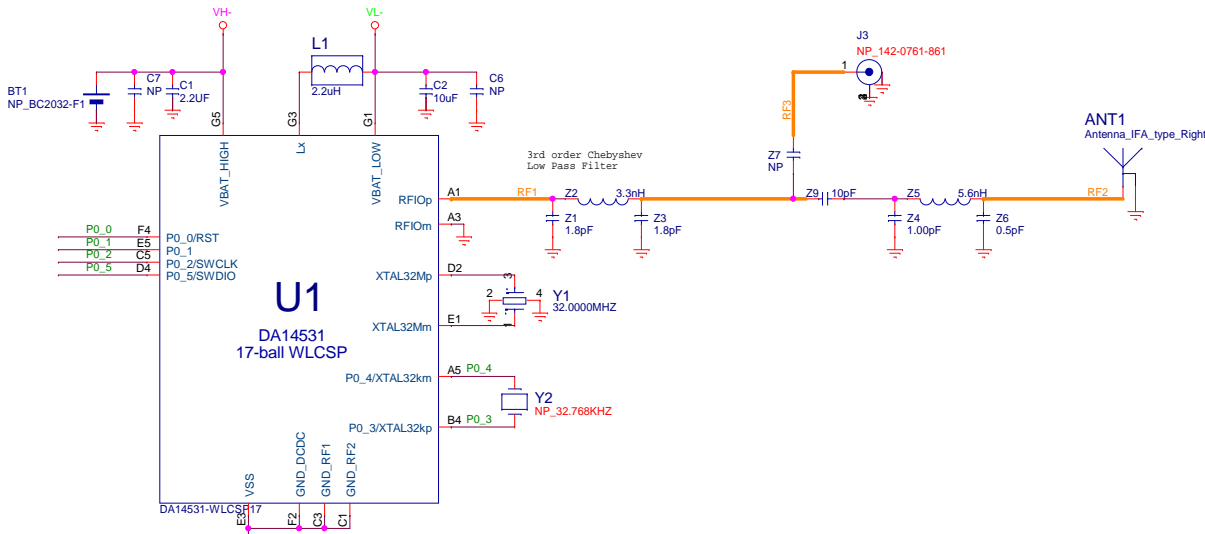 VH-
VL-
L1
2.2uH
J3
NP_142-0761-861
1
BT1
NP_BC2032-F1
C7
NP
C1
2.2UF
C2
10uF
C6
NP
G5
G3
G1
VBAT_HIGH
Lx
VBAT_LOW
RF3
3rd order Chebyshev
Low Pass Filter
Z7
NP
ANT1
Antenna_IFA_type_Right
RFIOp
A1
RF1
Z2
3.3nH
Z9
10pF
Z5
5.6nH
RF2
RFIOm
A3
Z1
1.8pF
Z3
1.8pF
Z4
1.00pF
Z6
0.5pF
P0_0
F4
P0_0/RST
P0_1
E5
P0_1
P0_2
C5
P0_2/SWCLK
P0_5
D4
P0_5/SWDIO
XTAL32Mp
D2
3
2
4
Y1
32.0000MHZ
1
XTAL32Mm
E1
U1
DA14531
17-ball WLCSP
P0_4/XTAL32km
A5
P0_4
Y2
NP_32.768KHZ
P0_3/XTAL32kp
B4
P0_3
VSS
GND_DCDC
GND_RF1
GND_RF2
DA14531-WLCSP17
E3
F2
C3
C1